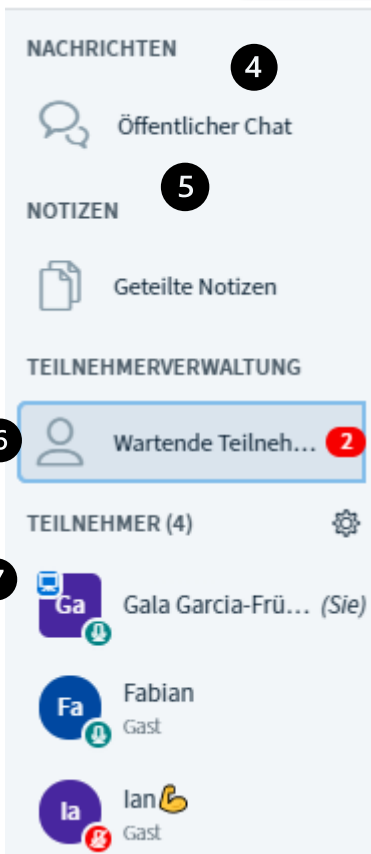 NACHRICHTEN
4
Öffentlicher Chat
5
NOTIZEN
Geteilte Notizen
TEILNEHMERVERWALTUNG
6 Wartende Teilneh... 2
TEILNEHMER (4)
7
Ga Gala Garcia-Frü... (Sie)
Fa Fabian
Gast
Ia Ian💪
Gast